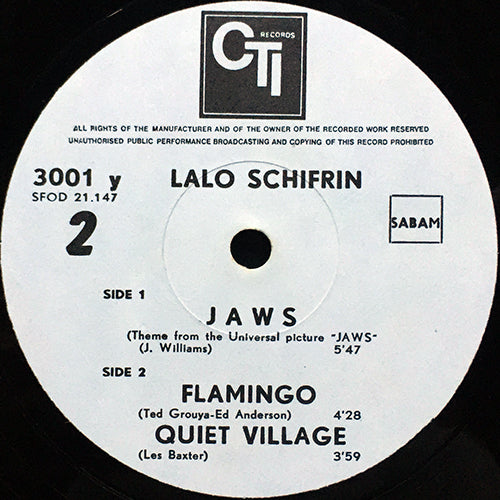 CTI RECORDS
ALL RIGHTS OF THE MANUFACTURER AND OF THE OWNER OF THE RECORDED WORK RESERVED
UNAUTHORISED PUBLIC PERFORMANCE BROADCASTING AND COPYING OF THIS RECORD PROHIBITED
3001 y LALO SCHIFRIN
SFOD 21.147
2 SABAM
SIDE 1
JAWS
(Theme from the Universal picture "JAWS"
(J. Williams) 5'47
SIDE 2
FLAMINGO
(Ted Grouya-Ed Anderson) 4'28
QUIET VILLAGE
(Les Baxter) 3'59